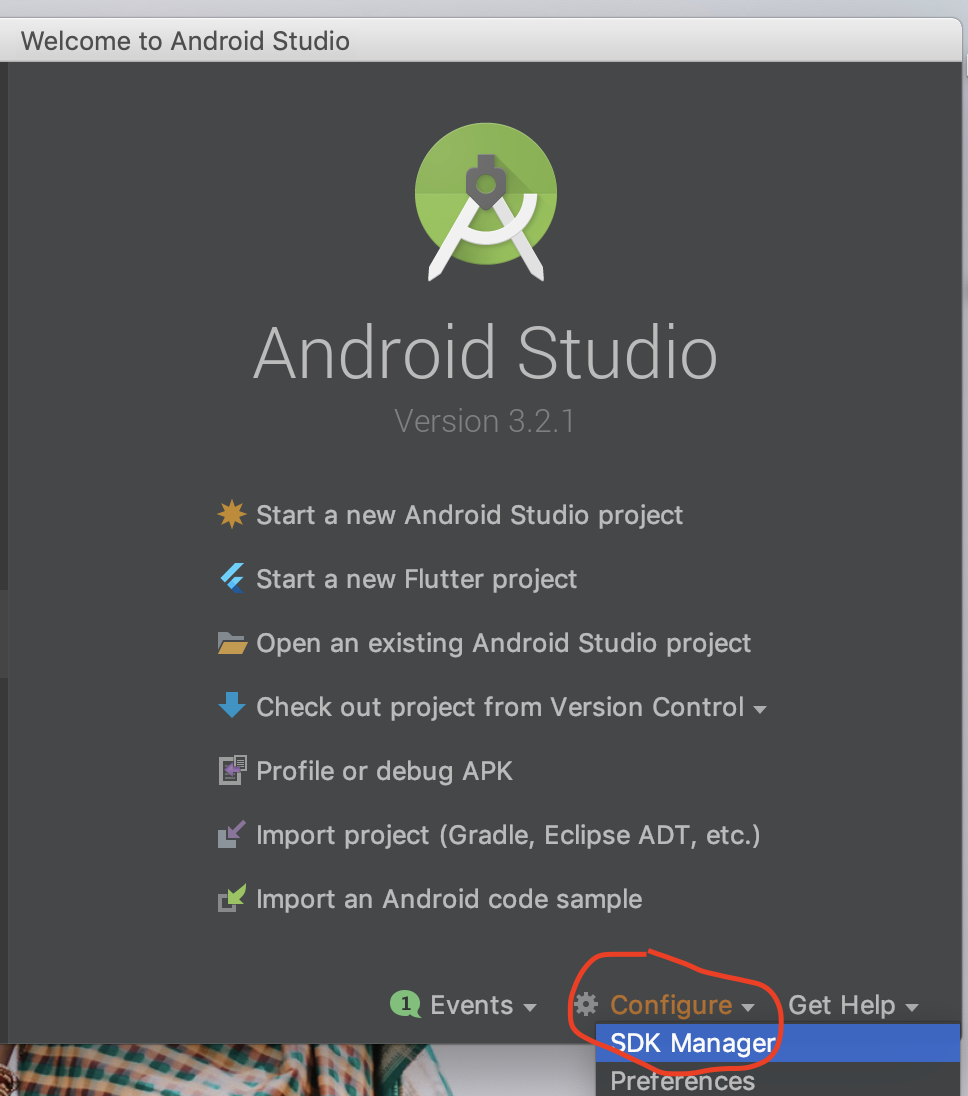 Welcome to Android Studio
Android Studio
Version 3.2.1
Start a new Android Studio project
Start a new Flutter project
Open an existing Android Studio project
Check out project from Version Control
Profile or debug APK
Import project (Gradle, Eclipse ADT, etc.)
Import an Android code sample
1 Events Configure Get Help
SDK Manager
Preferences